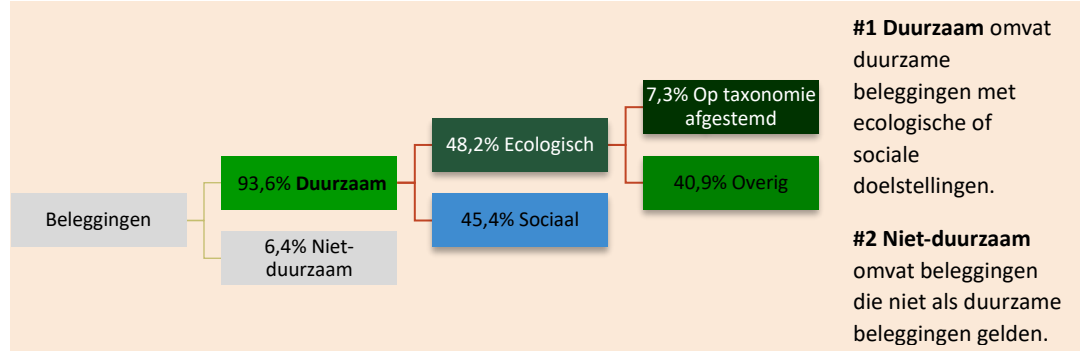 Beleggingen
93,6% Duurzaam
6,4% Niet-
duurzaam
48,2% Ecologisch
45,4% Sociaal
7,3% Op taxonomie
afgestemd
40,9% Overig
#1 Duurzaam omvat
duurzame
beleggingen met
ecologische of
sociale
doelstellingen.
#2 Niet-duurzaam
omvat beleggingen
die niet als duurzame
beleggingen gelden.